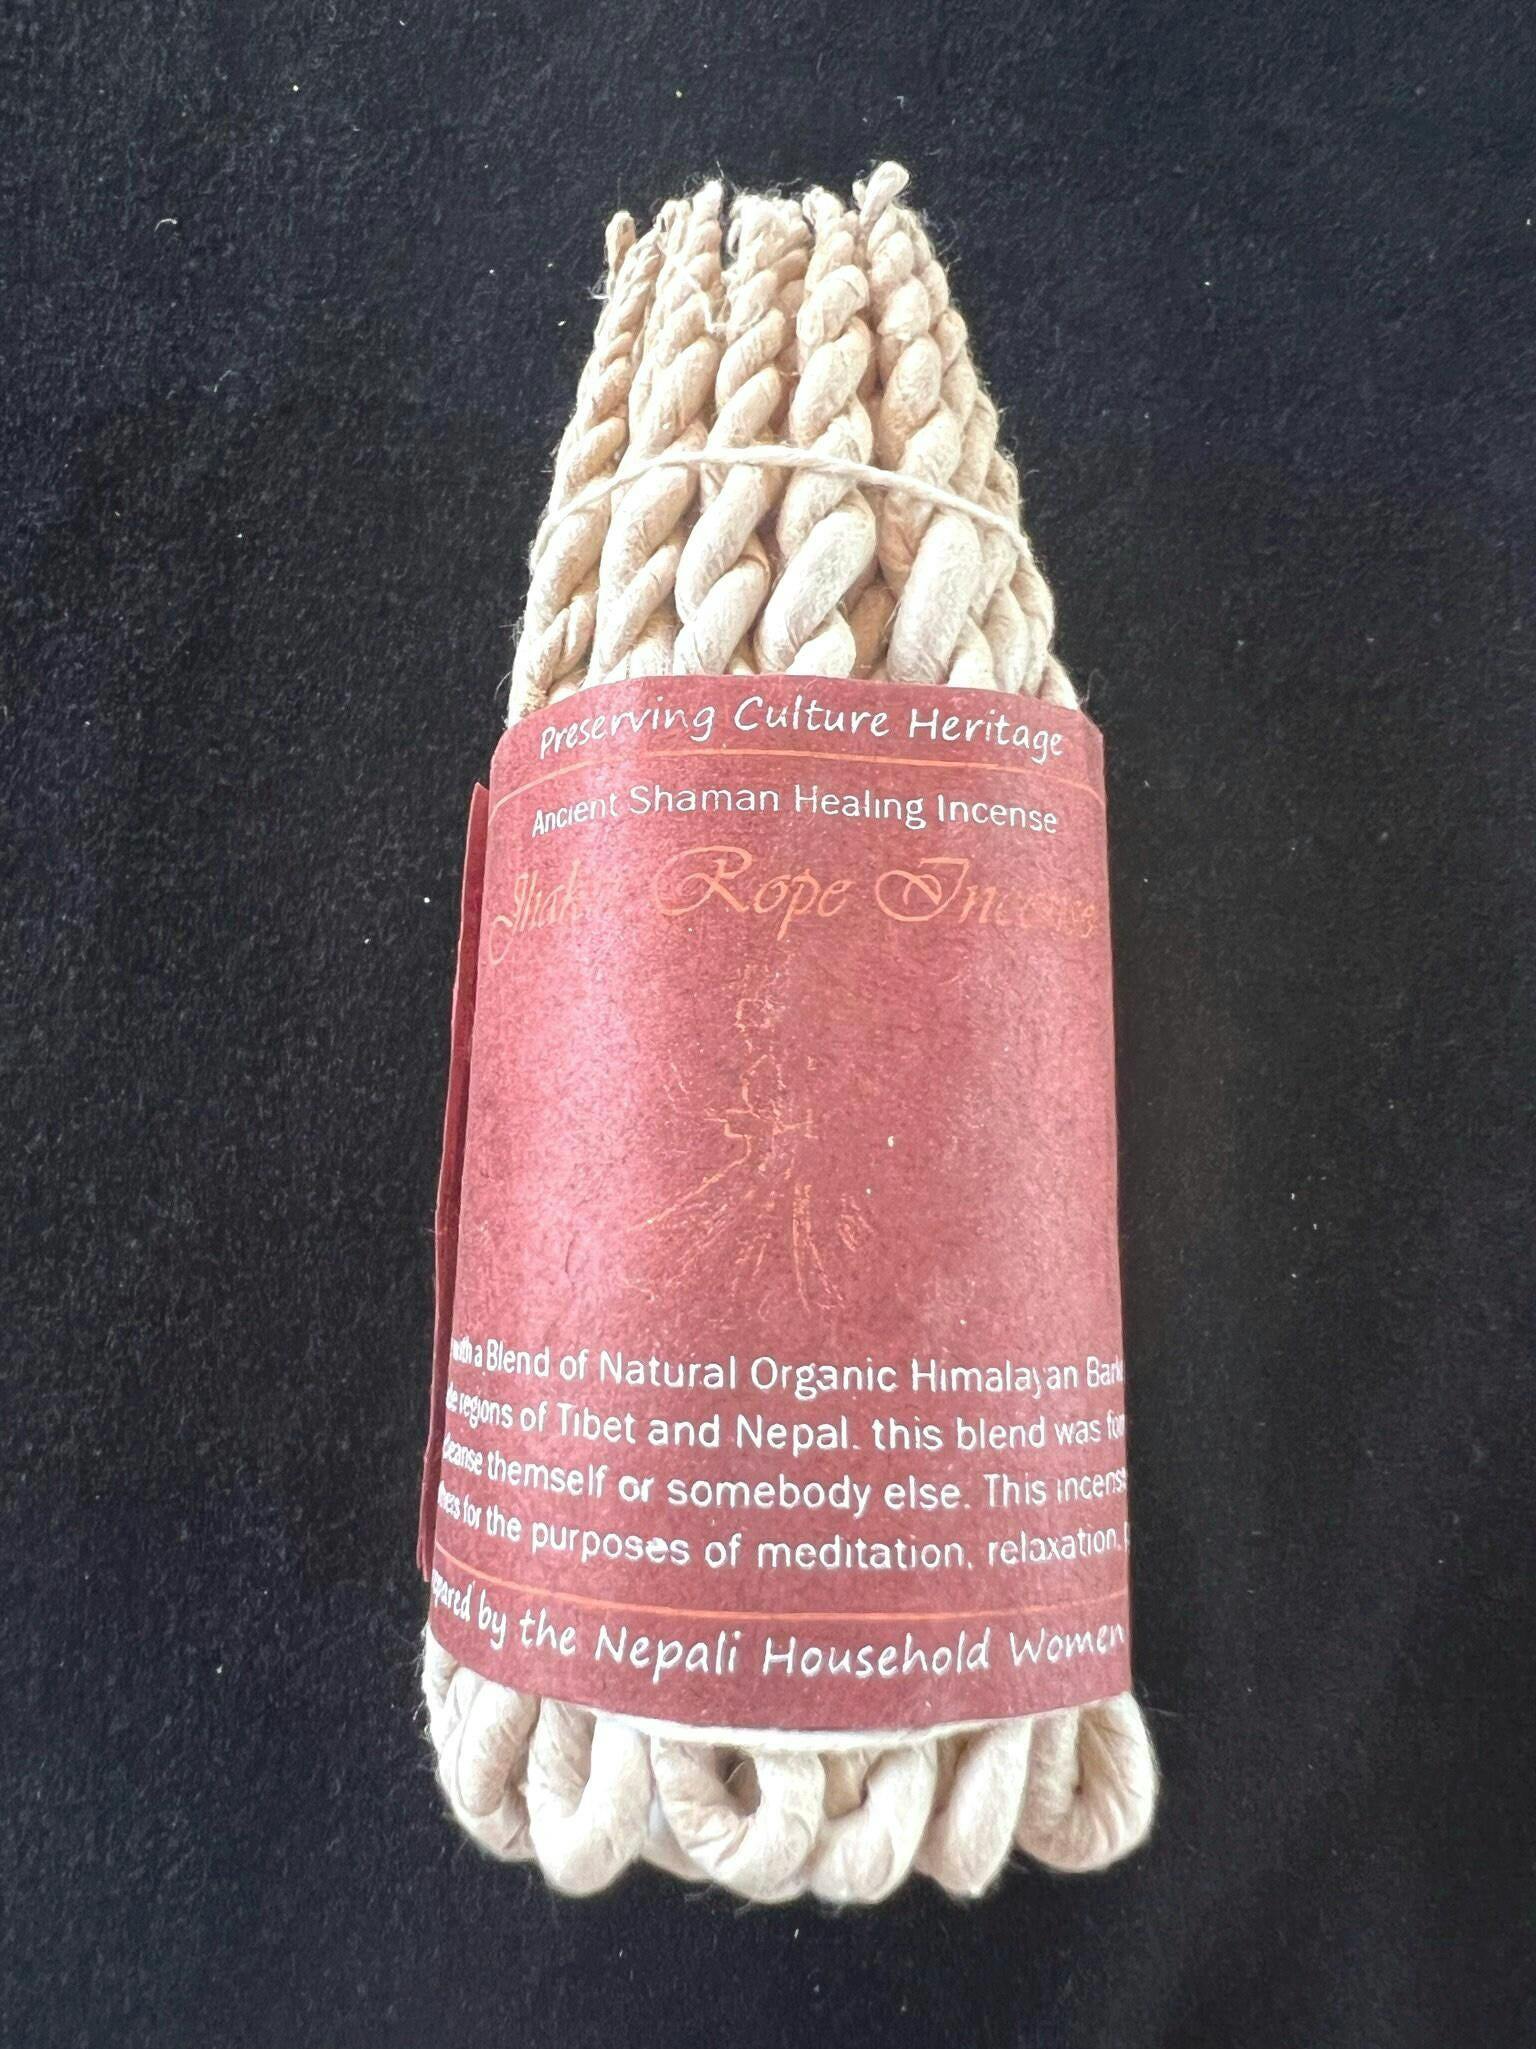 Preserving Culture Heritage
Ancient Shaman Healing Incense
Rope Incense
with a Blend of Natural Organic Himalayan
regions of Tibet and Nepal. this blend was
themself or somebody else. This
for the purposes of meditation, relaxation,
by the Nepali Household Women